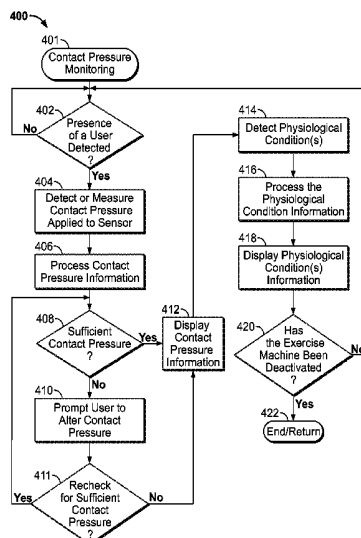 400
401
Contact Pressure
Monitoring
402
Presence
of a User
Detected
?
No
Yes
404
Detect or Measure
Contact Pressure
Applied to Sensor
406
Process Contact
Pressure Information
408
Sufficient
Contact Pressure
?
Yes
No
410
Prompt User to
Alter Contact
Pressure
411
Recheck
for Sufficient
Contact
Pressure
?
Yes
No
412
Display
Contact
Pressure
Information
414
Detect Physiological
Condition(s)
416
Process the
Physiological
Condition Information
418
Display Physiological
Condition(s)
Information
420
Has
the Exercise
Machine Been
Deactivated
?
No
Yes
422
End/Return